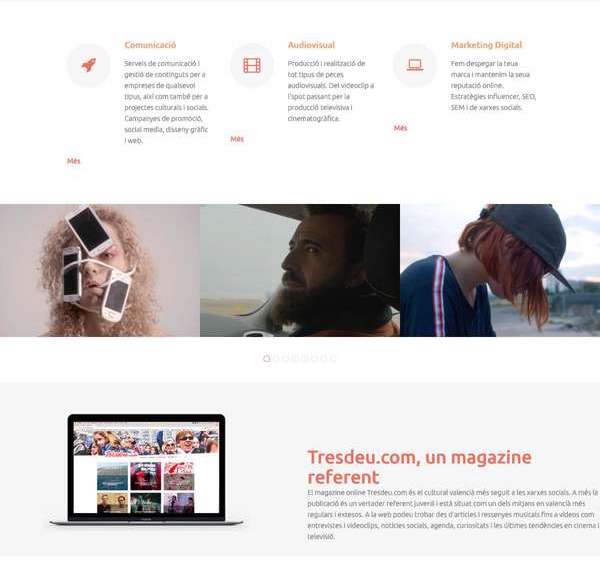 Comunicació
Serveis de comunicació i
gestió de continguts per a
empreses de qualsevol
tipus, així com també per a
projectes culturals i socials.
Campanyes de promoció,
social media, disseny gràfic
i web.
Més
Audiovisual
Producció i realització de
tot tipus de peces
audiovisuals. Del videoclip a
l'spot passant per la
producció televisiva i
cinematogràfica.
Més
Marketing Digital
Fem despegar la teua
marca i mantenim la seua
reputació online.
Estratègies influencer, SEO,
SEM i de xarxes socials.
Més
Tresdeu.com, un magazine
referent
El magazine online Tresdeu.com és el cultural valencià més seguit a les xarxes socials. A més la
publicació és un vertader referent juvenil i està situat com un dels mitjans en valencià més
regulars i extesos. A la web podeu trobar des d'articles i ressenyes musicals fins a vídeos com
entrevistes i videoclips, notícies socials, agenda, curiositats i les últimes tendències en cinema i
televisió.